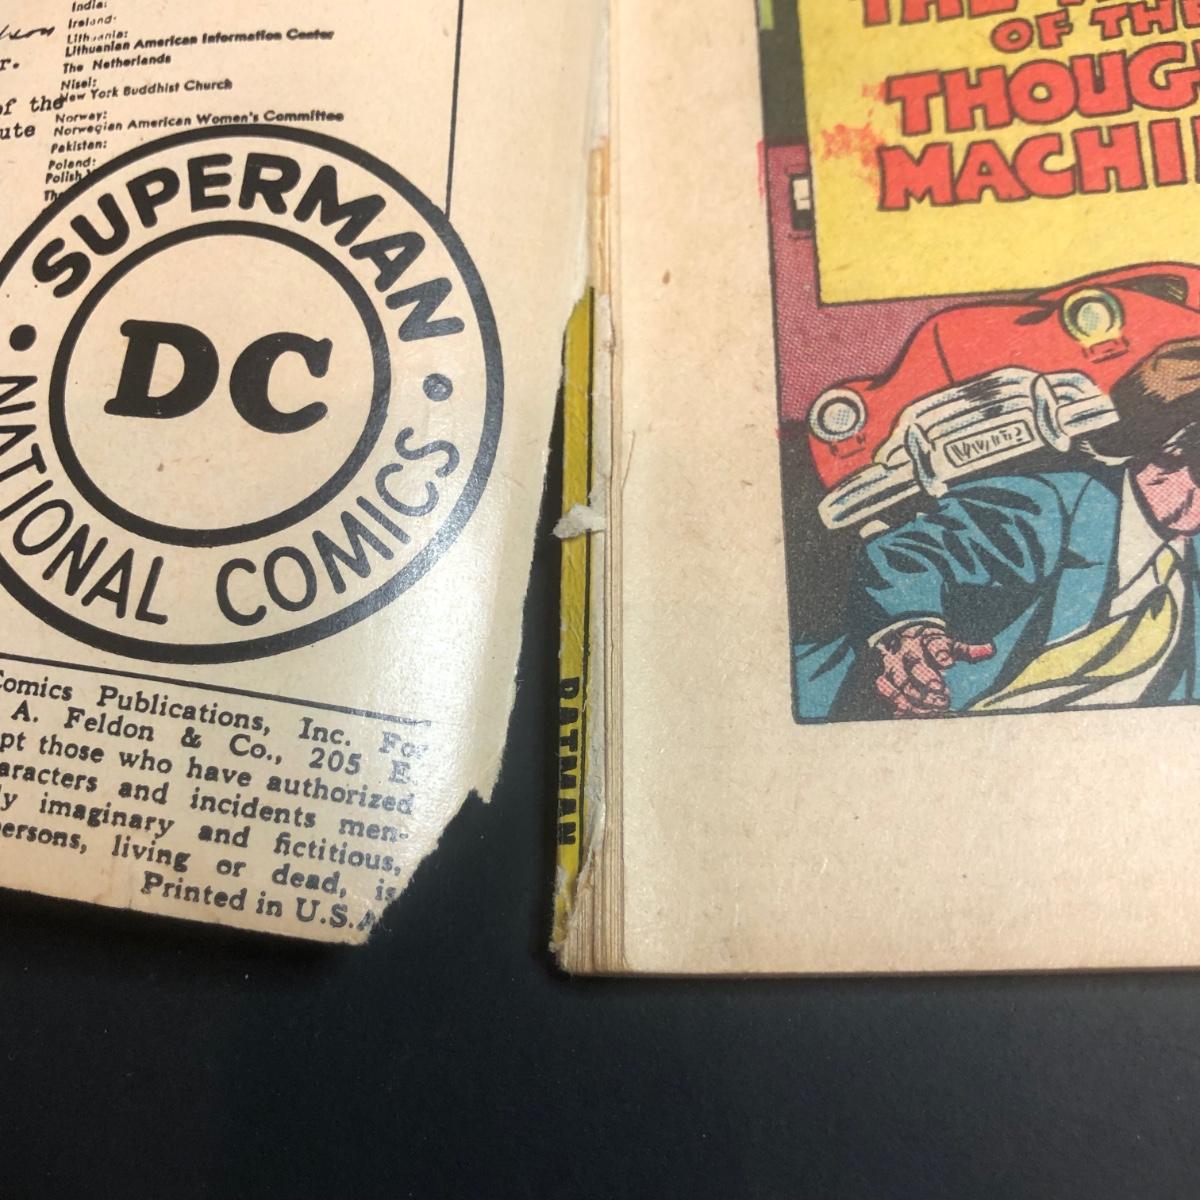 India:
Ireland:
Lithuania:
Lithuanian American Information Center
The Netherlands
r.
Nisei:
New York Buddhist Church
of the
Norway:
ute
Norwegian American Women's Committee
Pakistan:
Poland:
Polish
SUPERMAN
DC
NATIONAL COMICS
Comics Publications, Inc. For
A. Feldon & Co., 205 E.
pt those who have authorized
aracters and incidents men-
ly imaginary and fictitious,
persons, living or dead, is
Printed in U.S.A
BATMAN
THE
OF THE
THOUG
MACHI